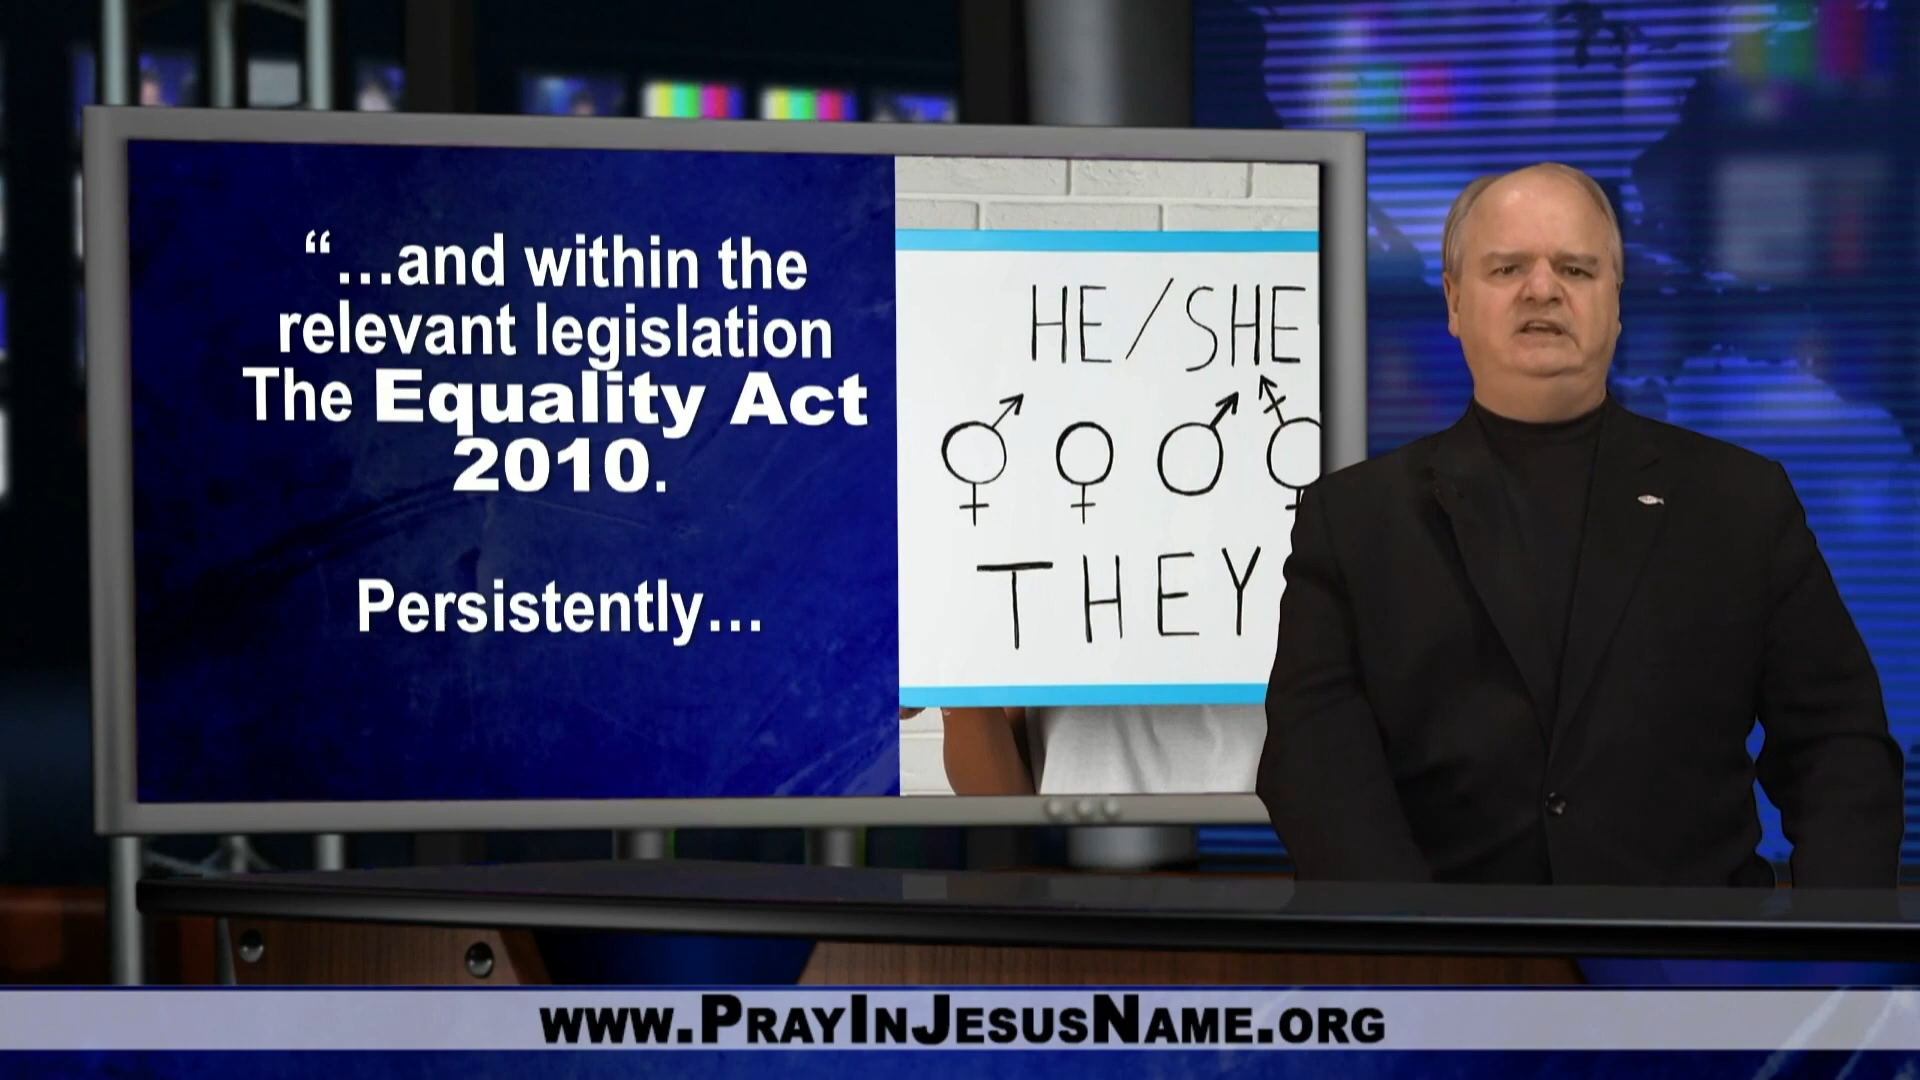 “…and within the
relevant legislation
The Equality Act
2010.
Persistently…
HE/SHE
THEY
www.PrayInJesusName.org